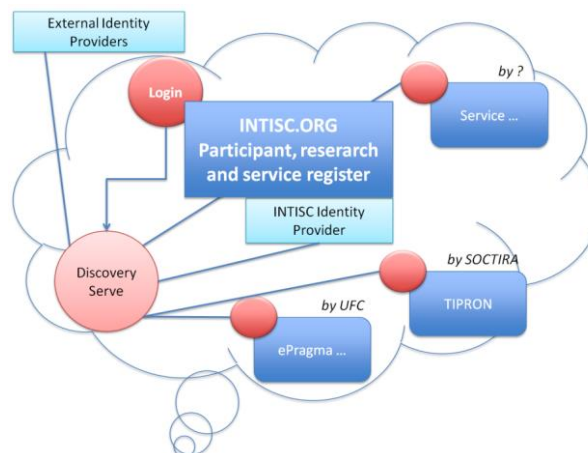 External Identity
Providers
Login
by ?
Service ...
INTISC.ORG
Participant, reserarch
and service register
INTISC Identity
Provider
Discovery
Serve
by SOCTIRA
TIPRON
by UFC
ePragma ...